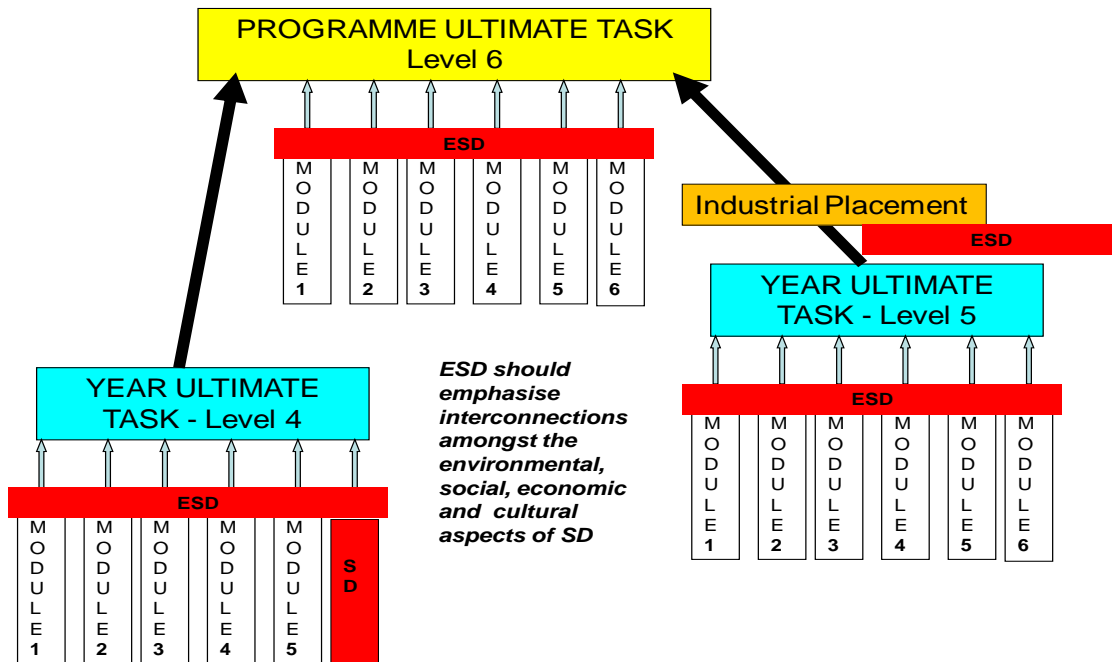 PROGRAMME ULTIMATE TASK
Level 6
ESD
MODULE 1
MODULE 2
MODULE 3
MODULE 4
MODULE 5
MODULE 6
Industrial Placement
ESD
YEAR ULTIMATE
TASK - Level 5
ESD
MODULE 1
MODULE 2
MODULE 3
MODULE 4
MODULE 5
MODULE 6
YEAR ULTIMATE
TASK - Level 4
ESD
MODULE 1
MODULE 2
MODULE 3
MODULE 4
MODULE 5
SD
ESD should
emphasise
interconnections
amongst the
environmental,
social, economic
and cultural
aspects of SD